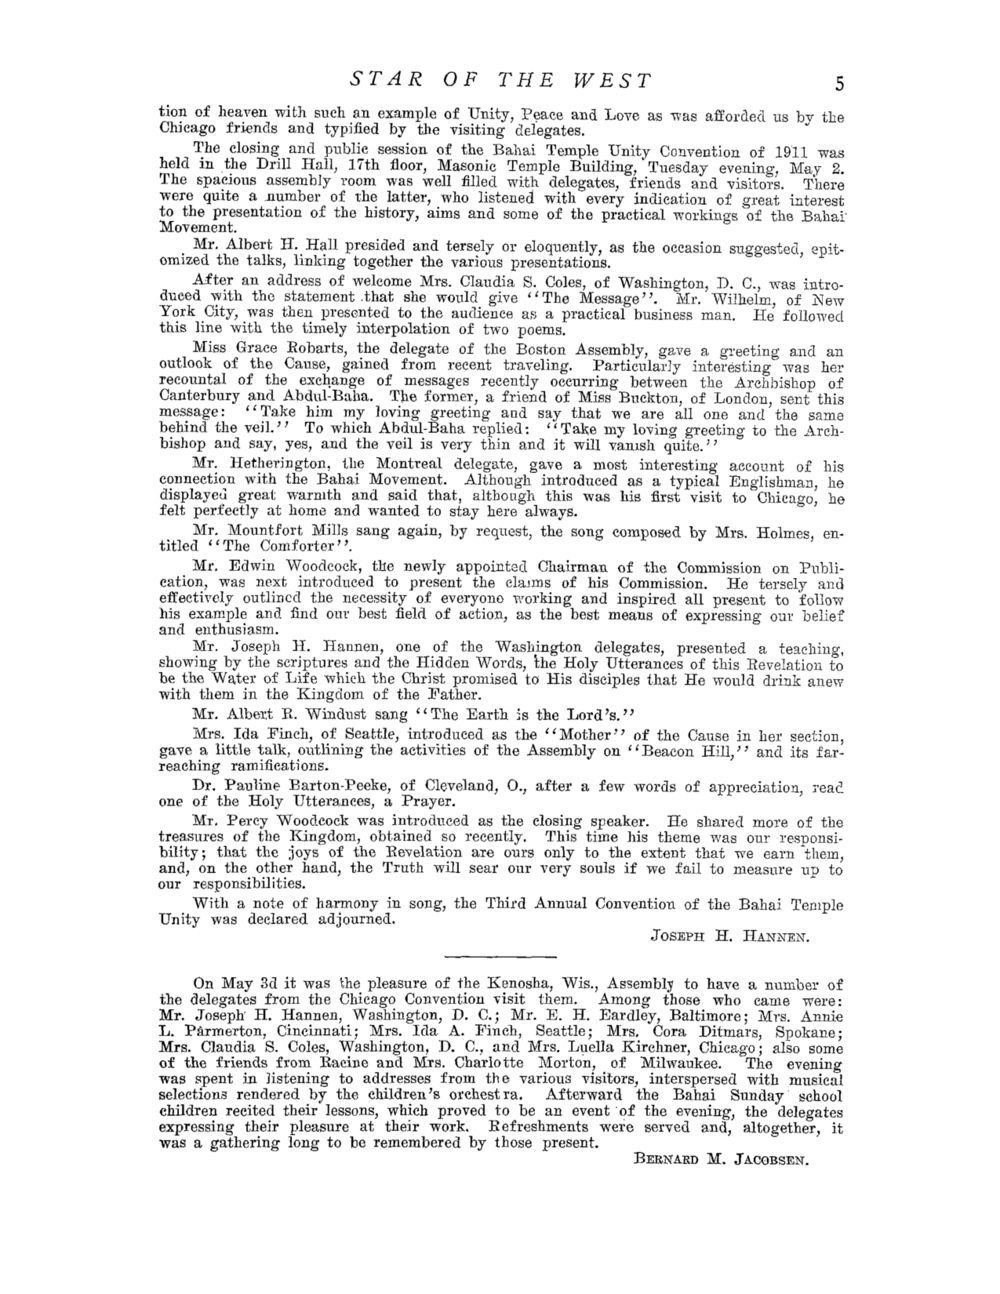 STAR OF THE WEST 5
tion of heaven with such an example of Unity, Peace and Love as was afforded us by the
Chicago friends and typified by the visiting delegates.
The closing and public session of the Bahai Temple Unity Convention of 1911 was
held in the Drill Hall, 17th floor, Masonic Temple Building, Tuesday evening, May 2.
The spacious assembly room was well filled with delegates, friends and visitors. There
were quite a number of the latter, who listened with every indication of great interest
to the presentation of the history, aims and some of the practical workings of the Bahai
Movement.
Mr. Albert H. Hall presided and tersely or eloquently, as the occasion suggested, epit-
omized the talks, linking together the various presentations.
After an address of welcome Mrs. Claudia S. Coles, of Washington, D. C., was intro-
duced with the statement that she would give "The Message". Mr. Wilhelm, of New
York City, was then presented to the audience as a practical business man. He followed
this line with the timely interpolation of two poems.
Miss Grace Robarts, the delegate of the Boston Assembly, gave a greeting and an
outlook of the Cause, gained from recent traveling. Particularly interesting was her
recountal of the exchange of messages recently occurring between the Archbishop of
Canterbury and Abdul-Baha. The former, a friend of Miss Buckton, of London, sent this
message: "Take him my loving greeting and say that we are all one and the same
behind the veil." To which Abdul-Baha replied: "Take my loving greeting to the Arch-
bishop and say, yes, and the veil is very thin and it will vanish quite."
Mr. Hetherington, the Montreal delegate, gave a most interesting account of his
connection with the Bahai Movement. Although introduced as a typical Englishman, he
displayed great warmth and said that, although this was his first visit to Chicago, he
felt perfectly at home and wanted to stay here always.
Mr. Mountfort Mills sang again, by request, the song composed by Mrs. Holmes, en-
titled "The Comforter".
Mr. Edwin Woodcock, the newly appointed Chairman of the Commission on Publi-
cation, was next introduced to present the claims of his Commission. He tersely and
effectively outlined the necessity of everyone working and inspired all present to follow
his example and find our best field of action, as the best means of expressing our belief
and enthusiasm.
Mr. Joseph H. Hannen, one of the Washington delegates, presented a teaching,
showing by the scriptures and the Hidden Words, the Holy Utterances of this Revelation to
be the Water of Life which the Christ promised to His disciples that He would drink anew
with them in the Kingdom of the Father.
Mr. Albert R. Windust sang "The Earth is the Lord's."
Mrs. Ida Finch, of Seattle, introduced as the "Mother" of the Cause in her section,
gave a little talk, outlining the activities of the Assembly on "Beacon Hill," and its far-
reaching ramifications.
Dr. Pauline Barton-Peeke, of Cleveland, O., after a few words of appreciation, read
one of the Holy Utterances, a Prayer.
Mr. Percy Woodcock was introduced as the closing speaker. He shared more of the
treasures of the Kingdom, obtained so recently. This time his theme was our responsi-
bility; that the joys of the Revelation are ours only to the extent that we earn them,
and, on the other hand, the Truth will sear our very souls if we fail to measure up to
our responsibilities.
With a note of harmony in song, the Third Annual Convention of the Bahai Temple
Unity was declared adjourned.
JOSEPH H. HANNEN.
On May 3d it was the pleasure of the Kenosha, Wis., Assembly to have a number of
the delegates from the Chicago Convention visit them. Among those who came were:
Mr. Joseph H. Hannen, Washington, D. C.; Mr. E. H. Eardley, Baltimore; Mrs. Annie
L. Parmerton, Cincinnati; Mrs. Ida A. Finch, Seattle; Mrs. Cora Ditmars, Spokane;
Mrs. Claudia S. Coles, Washington, D. C., and Mrs. Luella Kirchner, Chicago; also some
of the friends from Racine and Mrs. Charlotte Morton, of Milwaukee. The evening
was spent in listening to addresses from the various visitors, interspersed with musical
selections rendered by the children's orchestra. Afterward the Bahai Sunday school
children recited their lessons, which proved to be an event of the evening, the delegates
expressing their pleasure at their work. Refreshments were served and, altogether, it
was a gathering long to be remembered by those present.
BERNARD M. JACOBSEN.